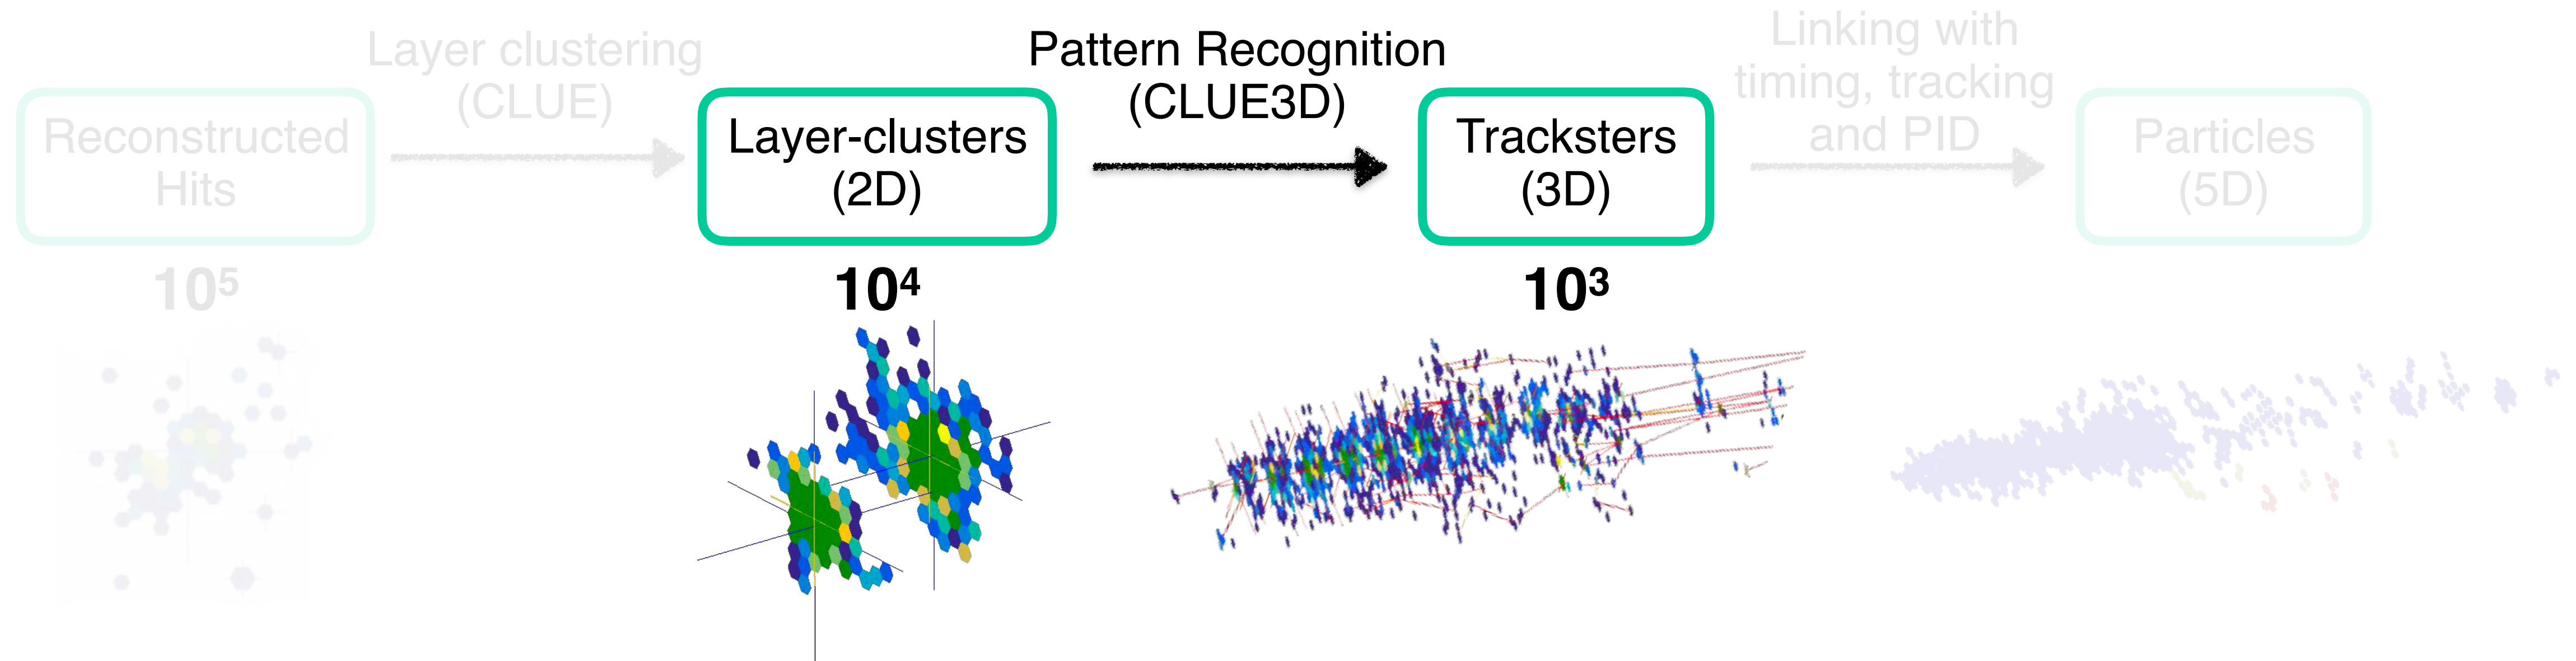 Layer clustering
(CLUE)
Pattern Recognition
(CLUE3D)
Linking with
timing, tracking
and PID
Reconstructed
Hits
Layer-clusters
(2D)
Tracksters
(3D)
Particles
(5D)
10⁵
10⁴
10³